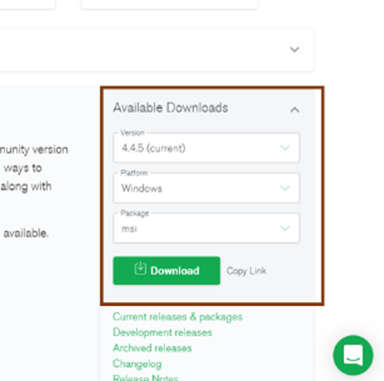 munity version
ways to
along with
available.
Available Downloads
Version
4.4.5 (current)
Platform
Windows
Package
msi
Download Copy Link
Current releases & packages
Development releases
Archived releases
Changelog
Release Notes